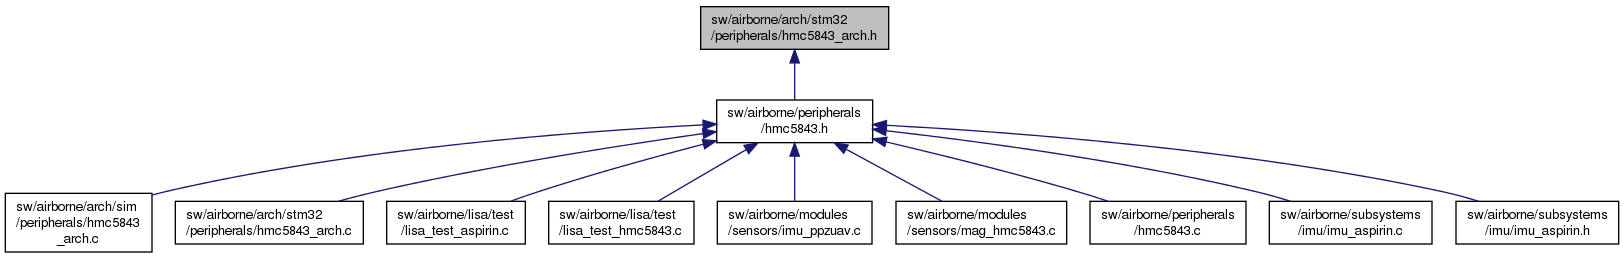 sw/airborne/arch/stm32
/peripherals/hmc5843_arch.h
sw/airborne/peripherals
/hmc5843.h
sw/airborne/arch/sim
/peripherals/hmc5843
_arch.c
sw/airborne/arch/stm32
/peripherals/hmc5843_arch.c
sw/airborne/lisa/test
/lisa_test_aspirin.c
sw/airborne/lisa/test
/lisa_test_hmc5843.c
sw/airborne/modules
/sensors/imu_ppzuav.c
sw/airborne/modules
/sensors/mag_hmc5843.c
sw/airborne/peripherals
/hmc5843.c
sw/airborne/subsystems
/imu/imu_aspirin.c
sw/airborne/subsystems
/imu/imu_aspirin.h